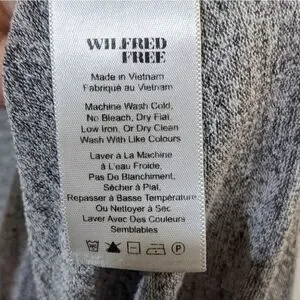 WILFRED
FREE
Made in Vietnam
Fabriqué au Vietnam
Machine Wash Cold,
No Bleach, Dry Flat,
Low Iron, Or Dry Clean
Wash With Like Colours
Laver À La Machine
À L'eau Froide,
Pas De Blanchiment,
Sécher à Plat,
Repasser à Basse Température
Ou Nettoyer à Sec
Laver Avec Des Couleurs
Semblables
P